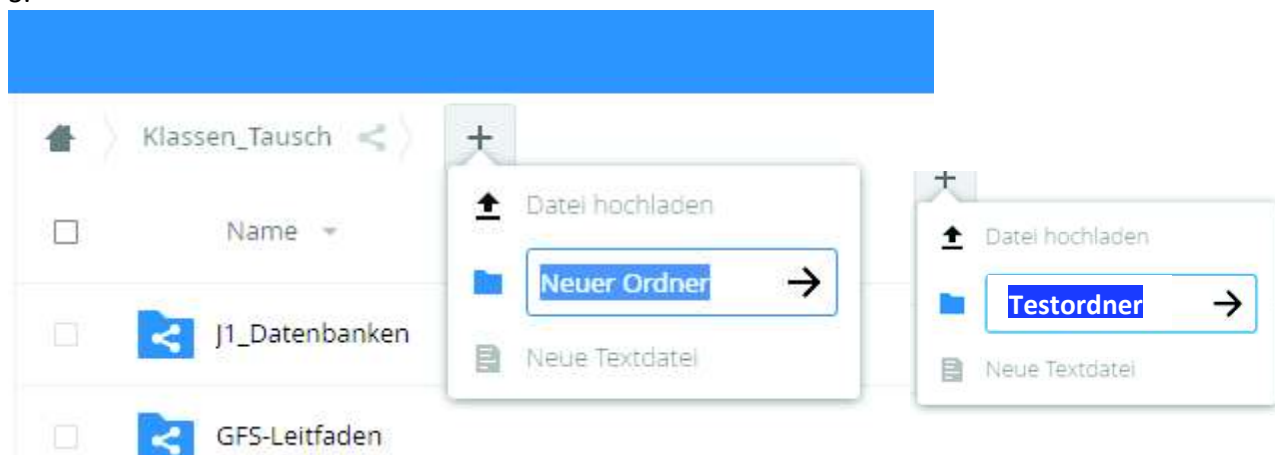 Klassen_Tausch
Name
J1_Datenbanken
GFS-Leitfaden
+
Datei hochladen
Neuer Ordner
Neue Textdatei
+
Datei hochladen
Testordner
Neue Textdatei